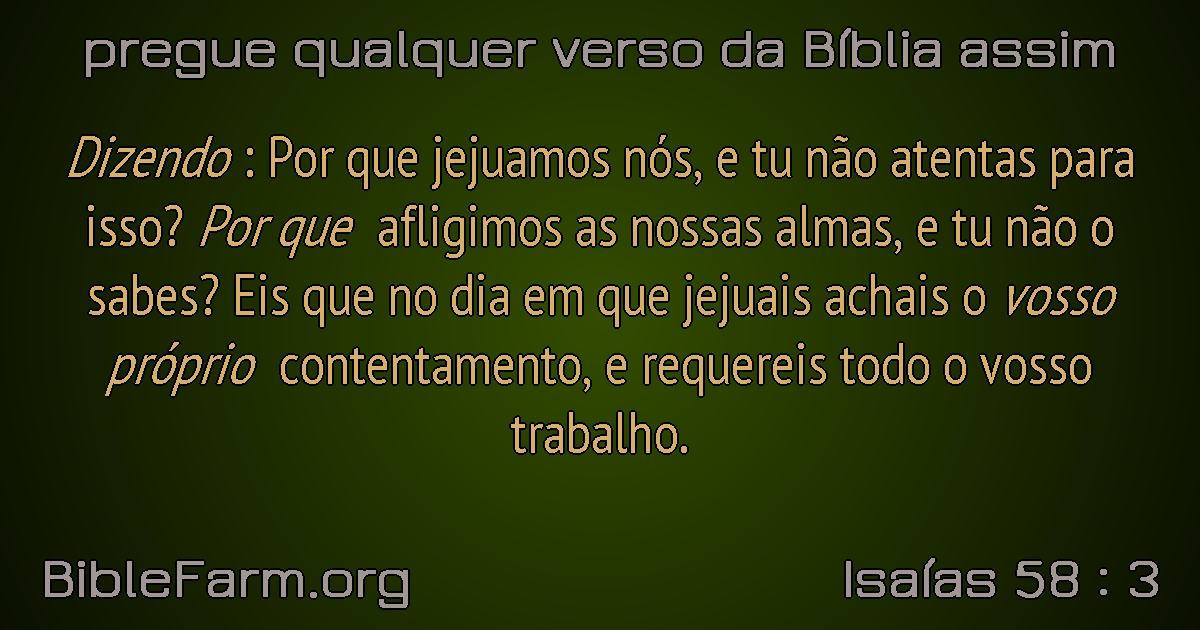 pregue qualquer verso da Bíblia assim
Dizendo : Por que jejuamos nós, e tu não atentas para
isso? Por que afligimos as nossas almas, e tu não o
sabes? Eis que no dia em que jejuais achais o vosso
próprio contentamento, e requereis todo o vosso
trabalho.
BibleFarm.org
Isaías 58 : 3